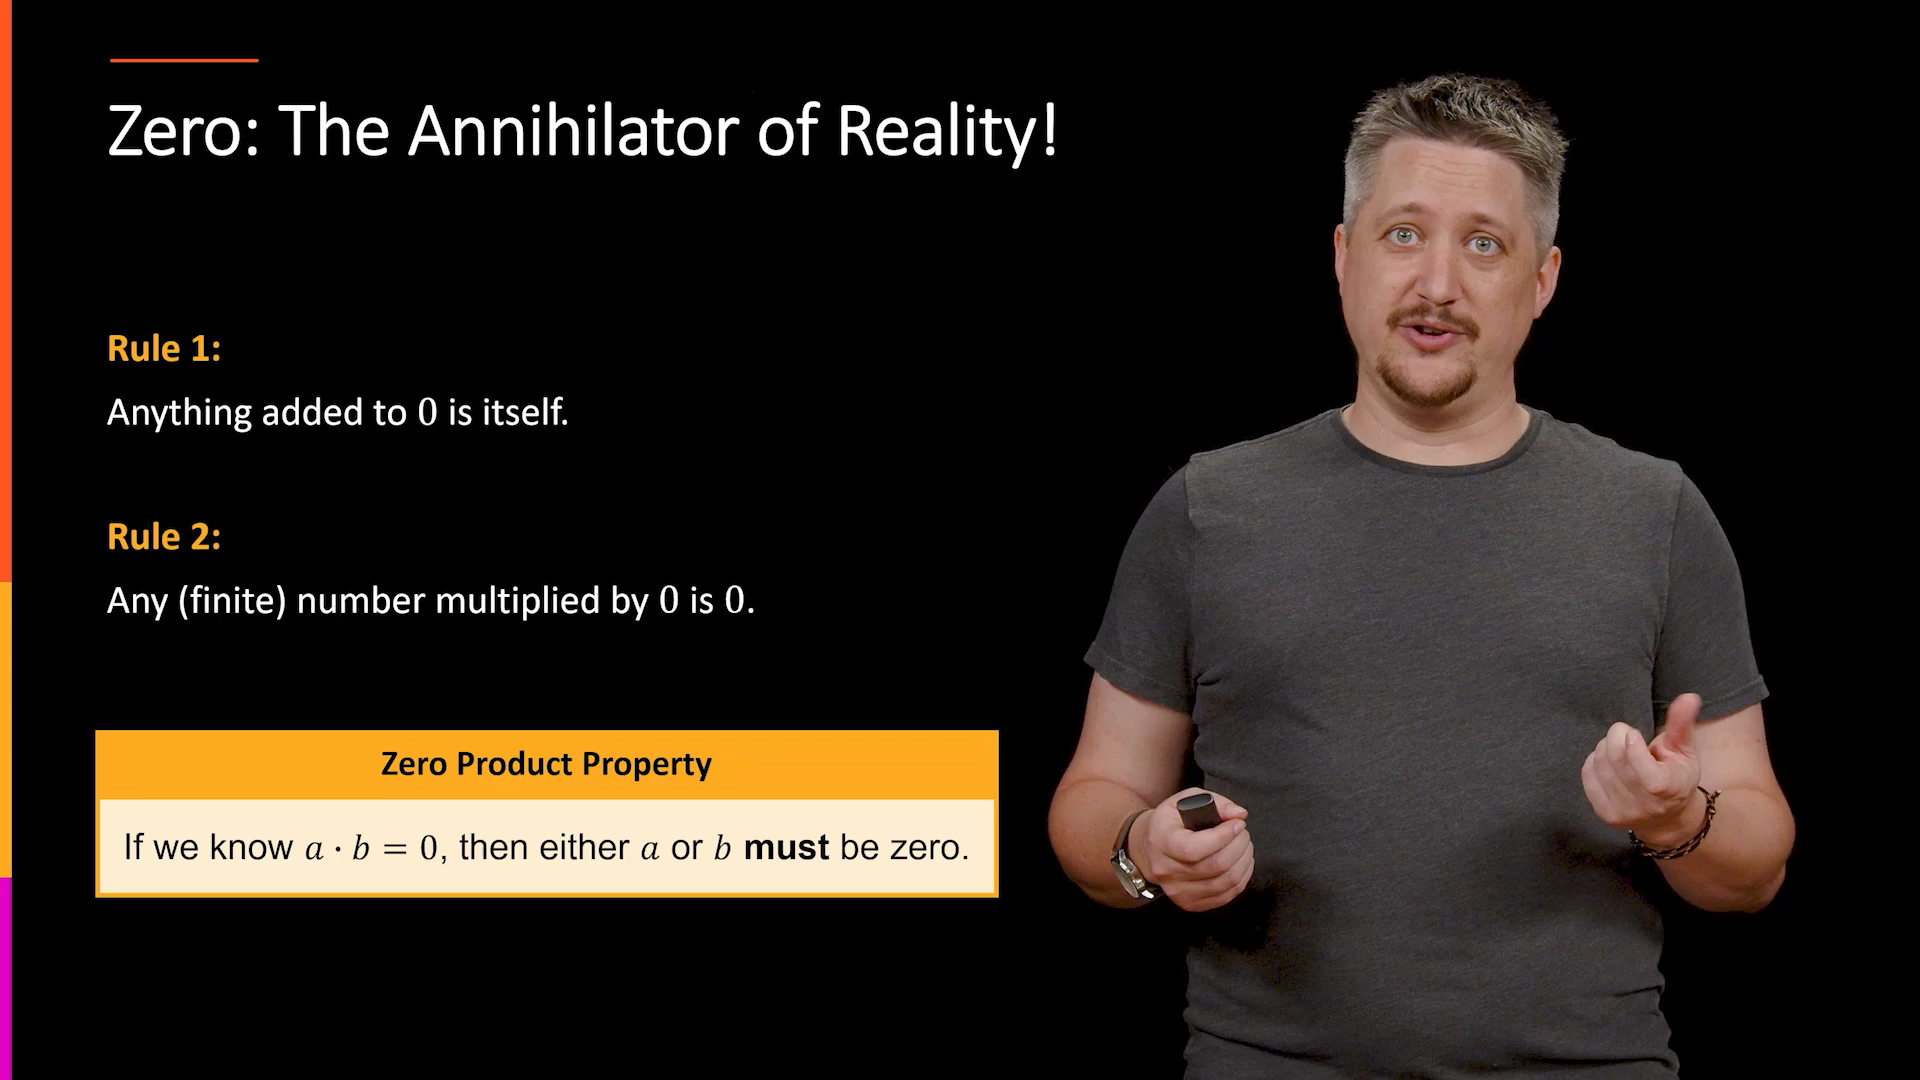 Zero: The Annihilator of Reality!
Rule 1:
Anything added to 0 is itself.
Rule 2:
Any (finite) number multiplied by 0 is 0.
Zero Product Property
If we know a · b = 0, then either a or b must be zero.